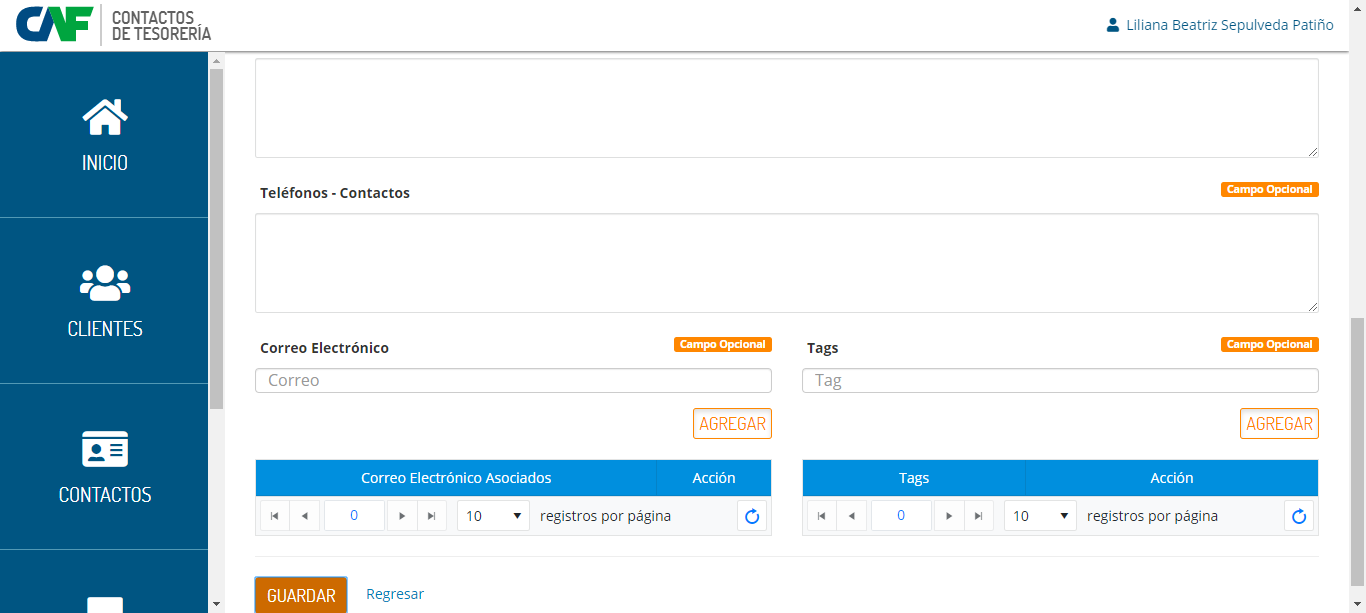 CAF CONTACTOS
DE TESORERÍA
Liliana Beatriz Sepulveda Patiño
INICIO
CLIENTES
CONTACTOS
Teléfonos - Contactos
Campo Opcional
Correo Electrónico
Campo Opcional
Tags
Campo Opcional
Correo
Tag
AGREGAR
AGREGAR
Correo Electrónico Asociados Acción
Tags Acción
0 10 registros por página
0 10 registros por página
GUARDAR Regresar